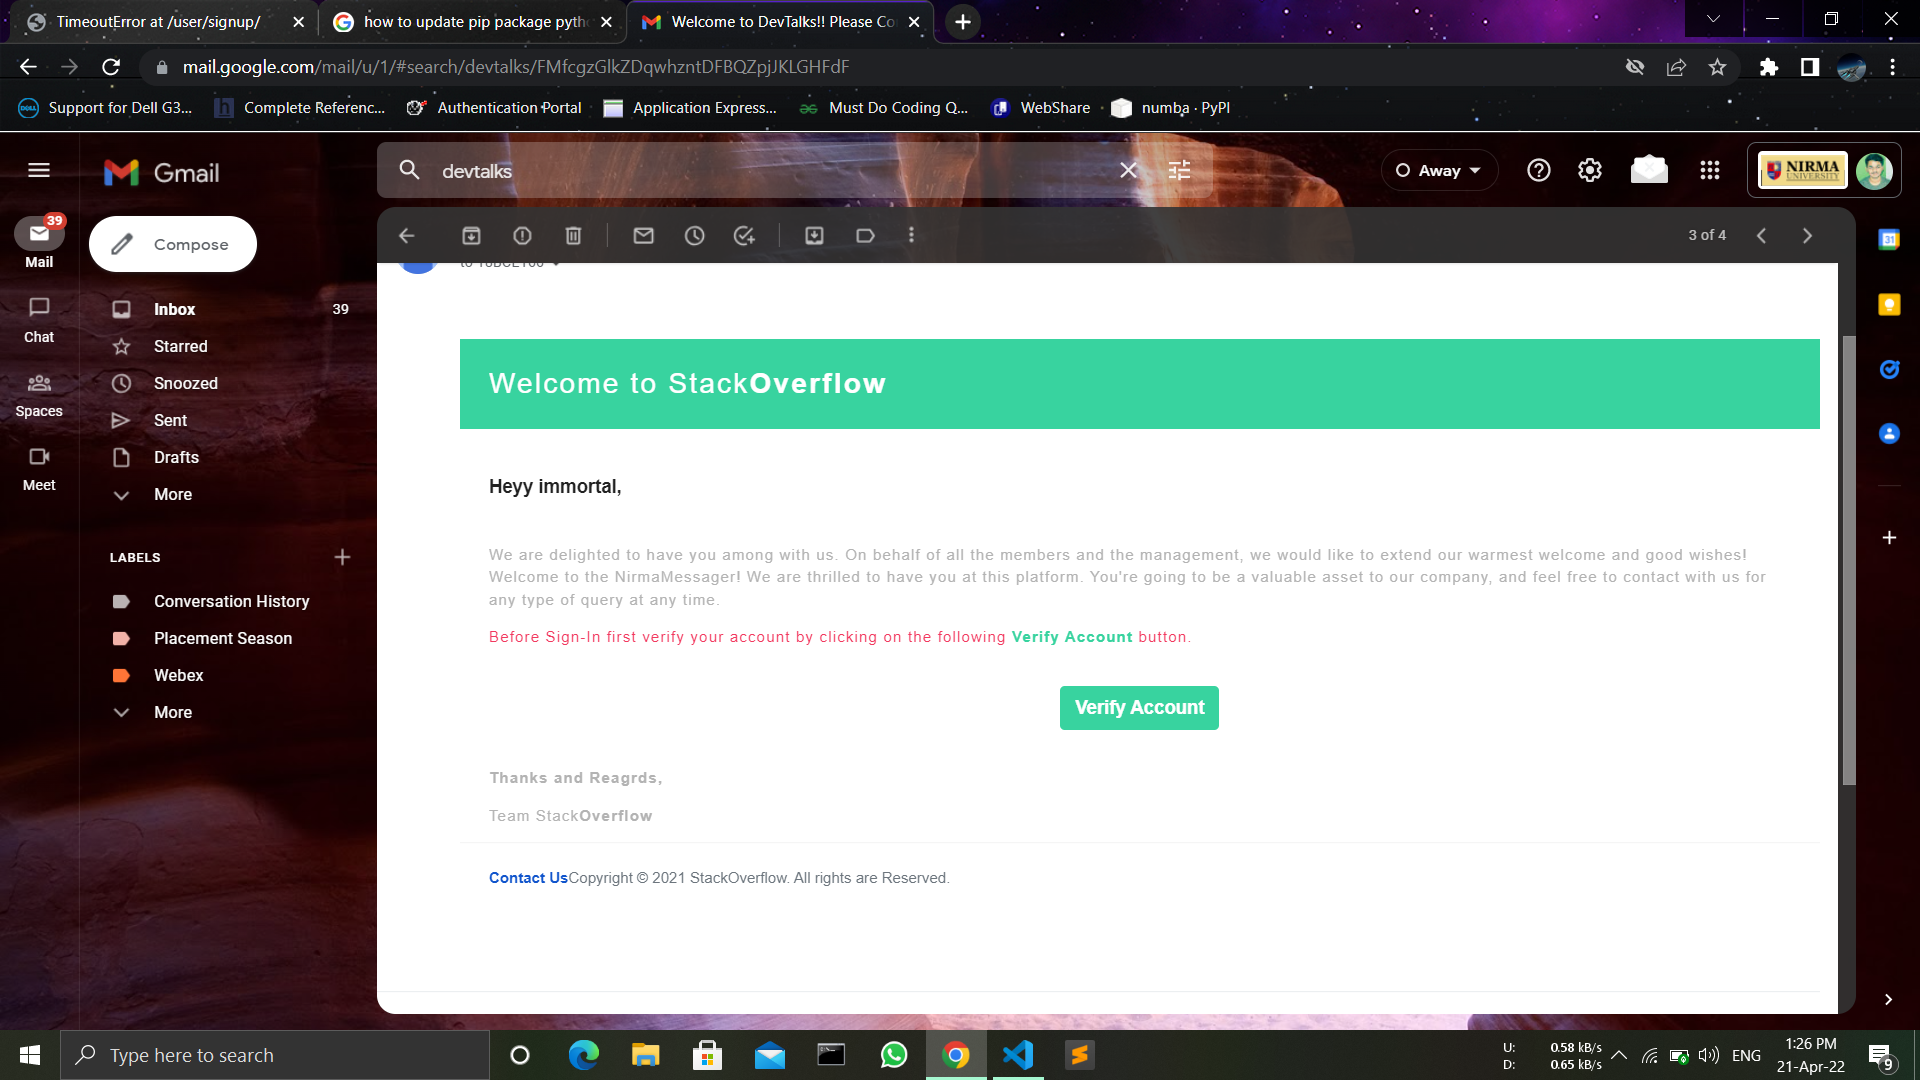 TimeoutError at /user/signup/
how to update pip package pyth
Welcome to DevTalks!! Please Co
mail.google.com/mail/u/1/#search/devtalks/FMfcgzGlkZDqwhzntDFBQZpjJKLGHFdF
Support for Dell G3...
Complete Referenc...
Authentication Portal
Application Express...
Must Do Coding Q...
WebShare
numba · PyPI
Gmail
devtalks
Away
NIRMA
UNIVERSITY
39
Mail
Compose
3 of 4
Chat
Spaces
Meet
Inbox
39
Starred
Snoozed
Sent
Drafts
More
LABELS
Conversation History
Placement Season
Webex
More
Welcome to StackOverflow
Heyy immortal,
We are delighted to have you among with us. On behalf of all the members and the management, we would like to extend our warmest welcome and good wishes!
Welcome to the NirmaMessager! We are thrilled to have you at this platform. You're going to be a valuable asset to our company, and feel free to contact with us for
any type of query at any time.
Before Sign-In first verify your account by clicking on the following Verify Account button.
Verify Account
Thanks and Reagrds,
Team StackOverflow
Contact UsCopyright © 2021 StackOverflow. All rights are Reserved.
Type here to search
U: 0.58 kB/s
D: 0.65 kB/s
ENG
1:26 PM
21-Apr-22
9